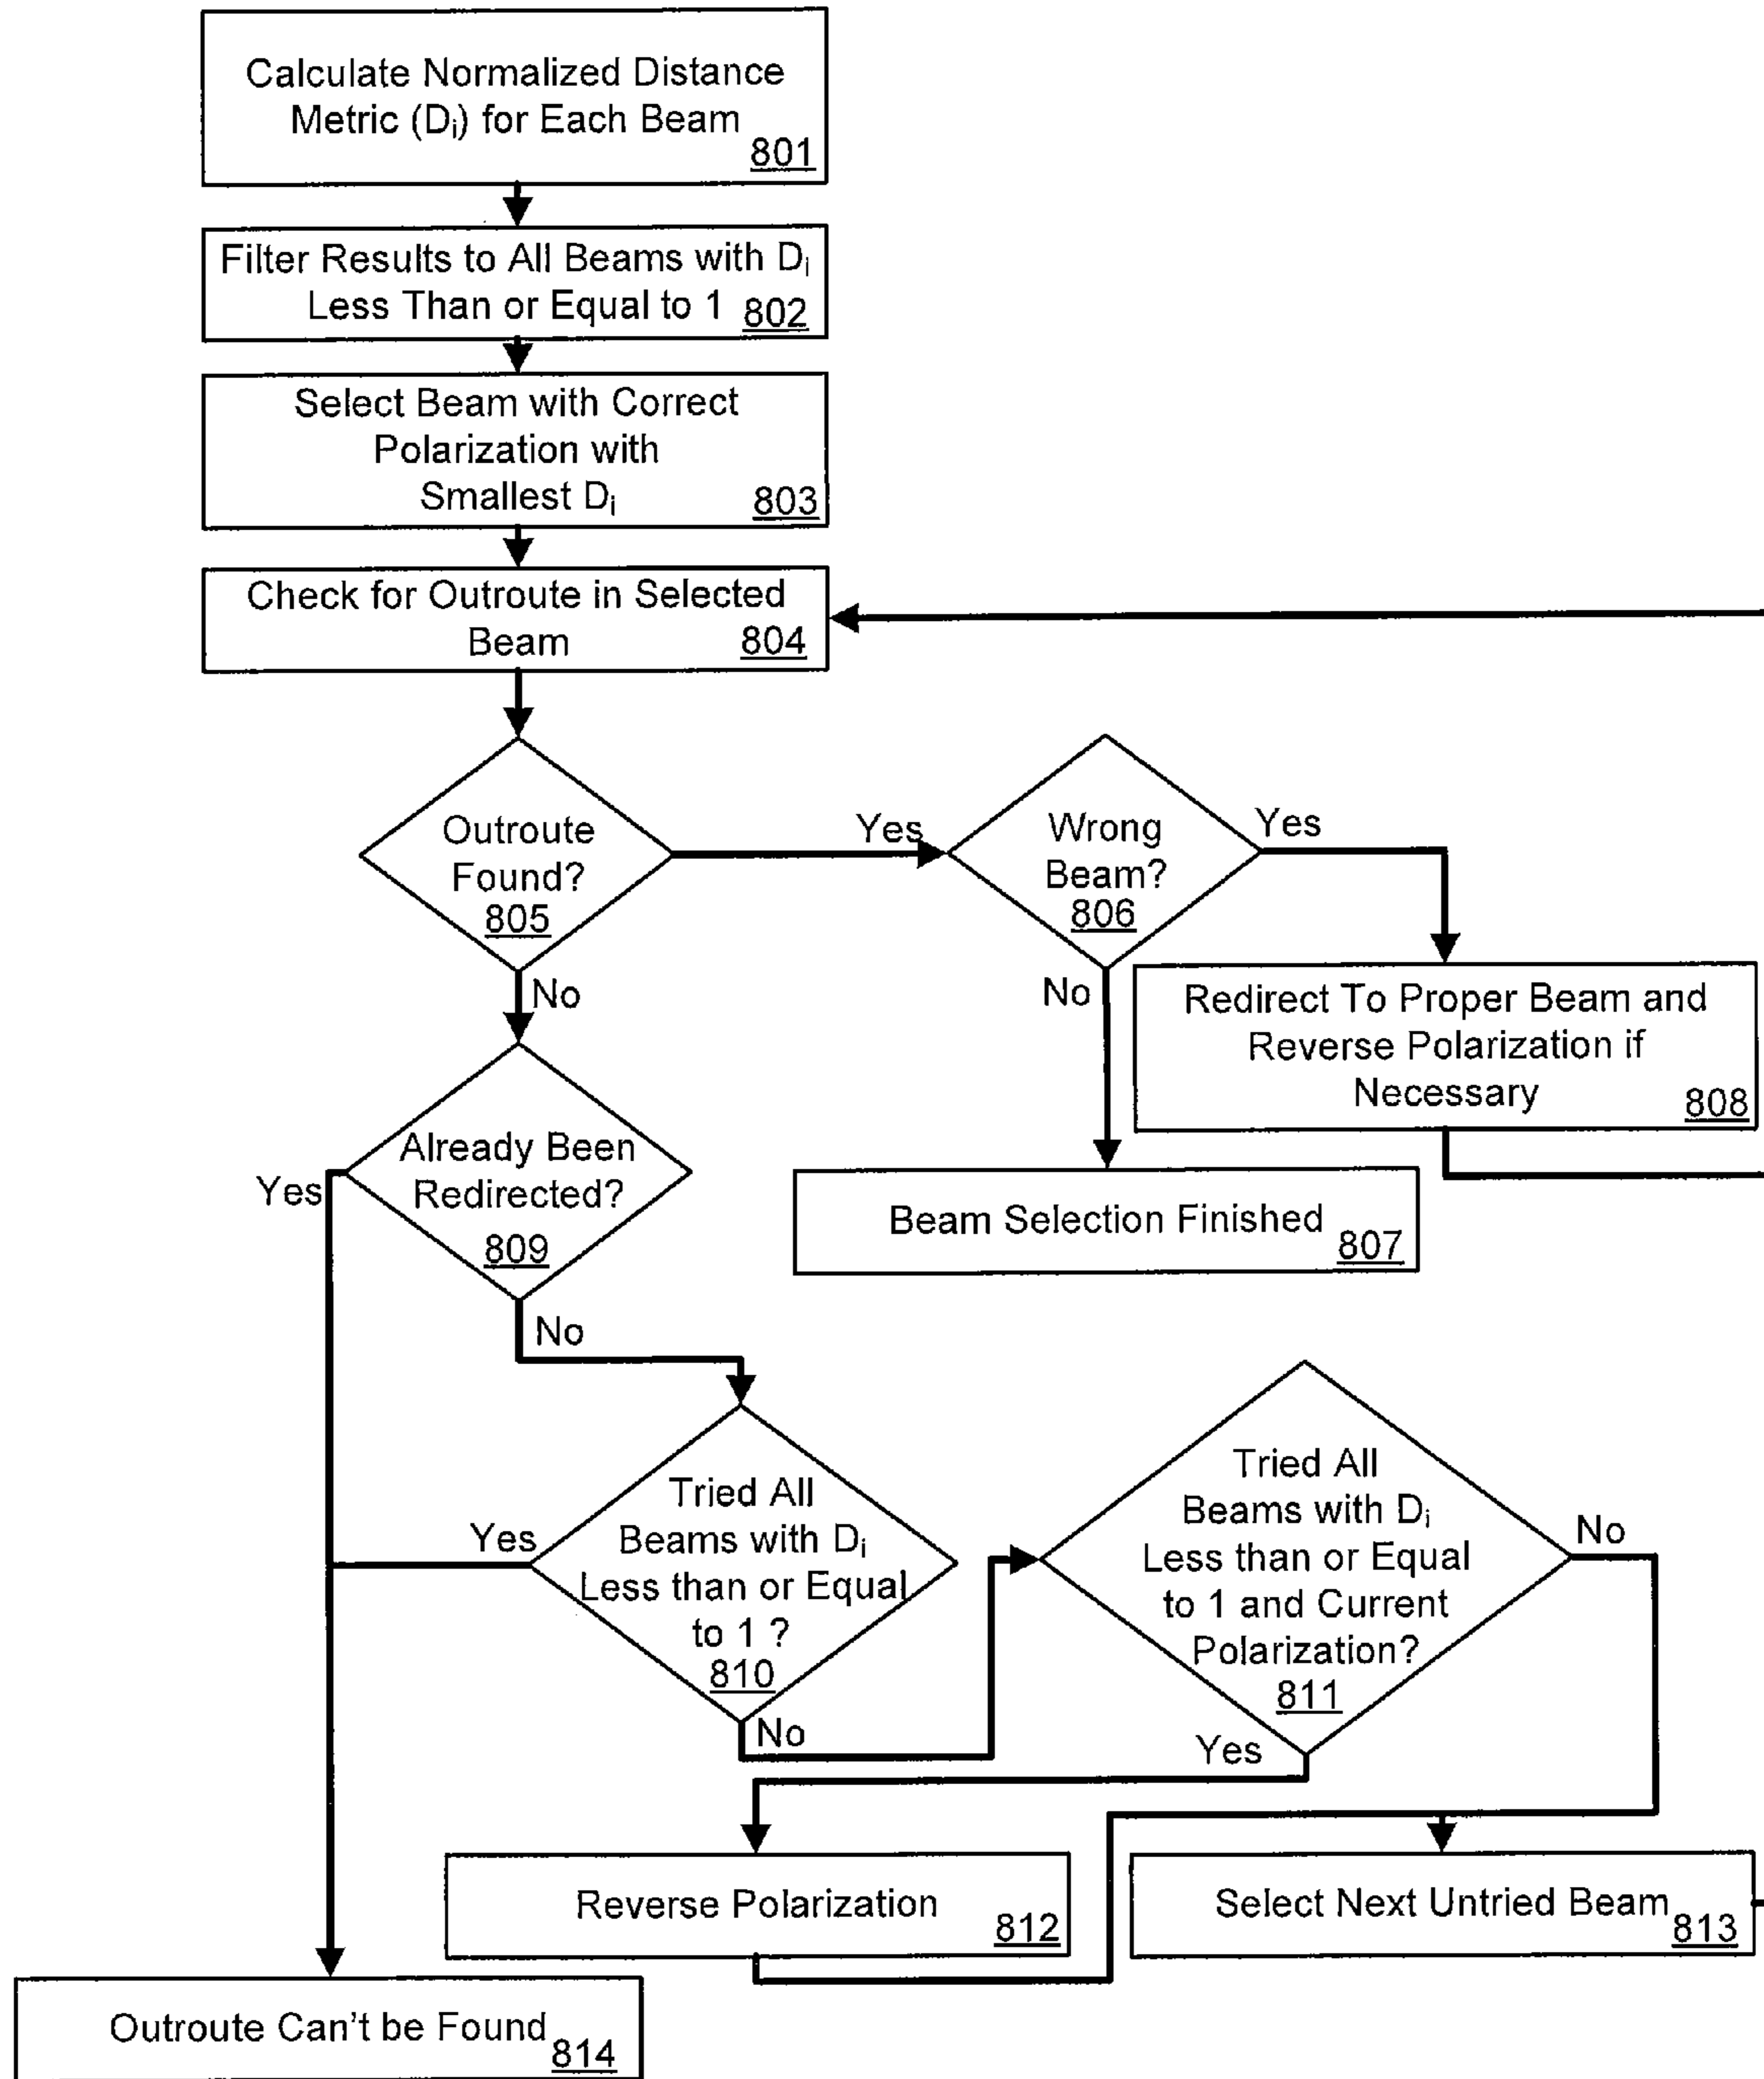 Calculate Normalized Distance
Metric (Di) for Each Beam
801
Filter Results to All Beams with Di
Less Than or Equal to 1 802
Select Beam with Correct
Polarization with
Smallest Di
803
Check for Outroute in Selected
Beam
804
Outroute
Found?
805
Yes
No
Wrong
Beam?
806
Yes
No
Redirect To Proper Beam and
Reverse Polarization if
Necessary
808
Beam Selection Finished
807
Already Been
Redirected?
809
Yes
No
Tried All
Beams with Di
Less than or Equal
to 1 ?
810
Yes
No
Tried All
Beams with Di
Less than or Equal
to 1 and Current
Polarization?
811
No
Yes
Reverse Polarization
812
Select Next Untried Beam
813
Outroute Can't be Found
814